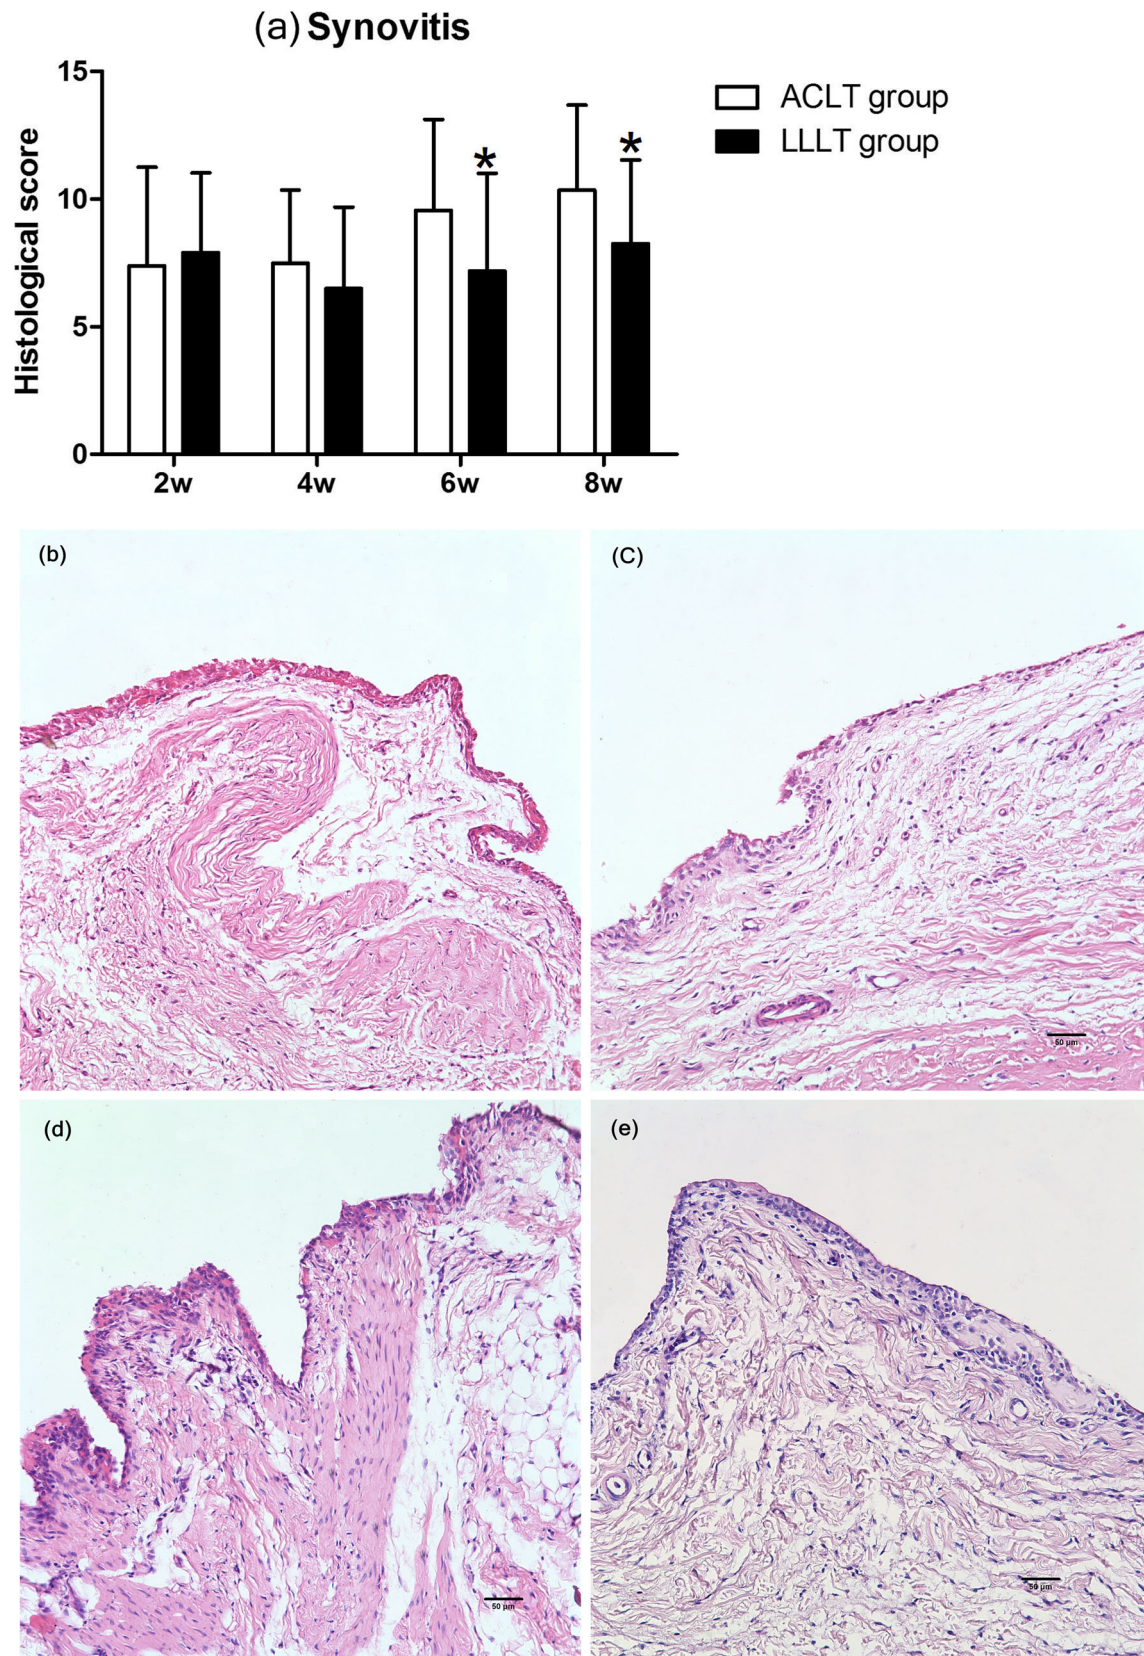 (a) Synovitis
15
10
5
0
Histological score
* *
2w 4w 6w 8w
ACLT group
LLLT group
(b)
(C)
50 µm
(d)
50 µm
(e)
50 µm